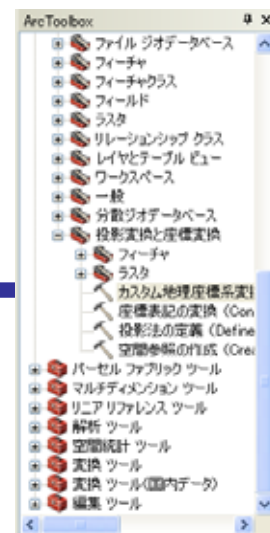 ArcToolbox
ファイル ジオデータベース
フィーチャ
フィーチャクラス
フィールド
ラスタ
リレーションシップ クラス
レイヤとテーブル ビュー
ワークスペース
一般
分散ジオデータベース
投影変換と座標変換
フィーチャ
ラスタ
カスタム地理座標系変
座標表記の変換 (Con
投影法の定義 (Define
空間参照の作成 (Crea
パーセル ファブリック ツール
マルチディメンション ツール
リニア リファレンス ツール
解析 ツール
空間統計 ツール
変換 ツール
変換 ツール(国内データ)
編集 ツール